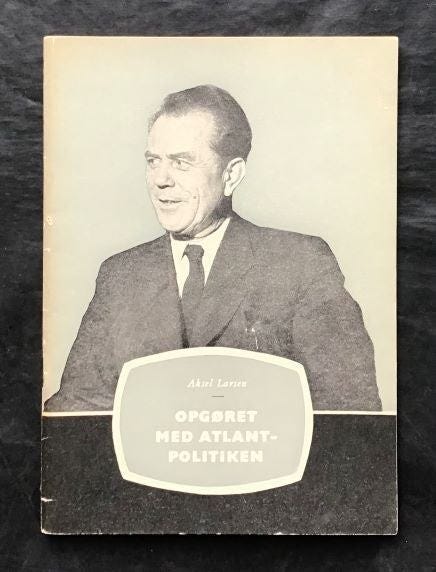 Aksel Larsen
OPGØRET
MED ATLANT-
POLITIKEN